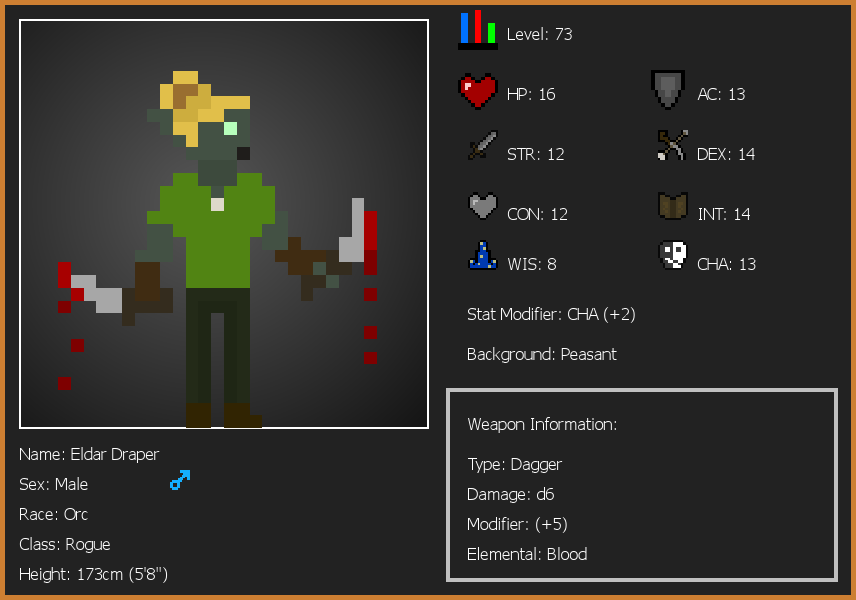 Level: 73
HP: 16
AC: 13
STR: 12
DEX: 14
CON: 12
INT: 14
WIS: 8
CHA: 13
Stat Modifier: CHA (+2)
Background: Peasant
Weapon Information:
Type: Dagger
Damage: d6
Modifier: (+5)
Elemental: Blood
Name: Eldar Draper
Sex: Male
Race: Orc
Class: Rogue
Height: 173cm (5'8")